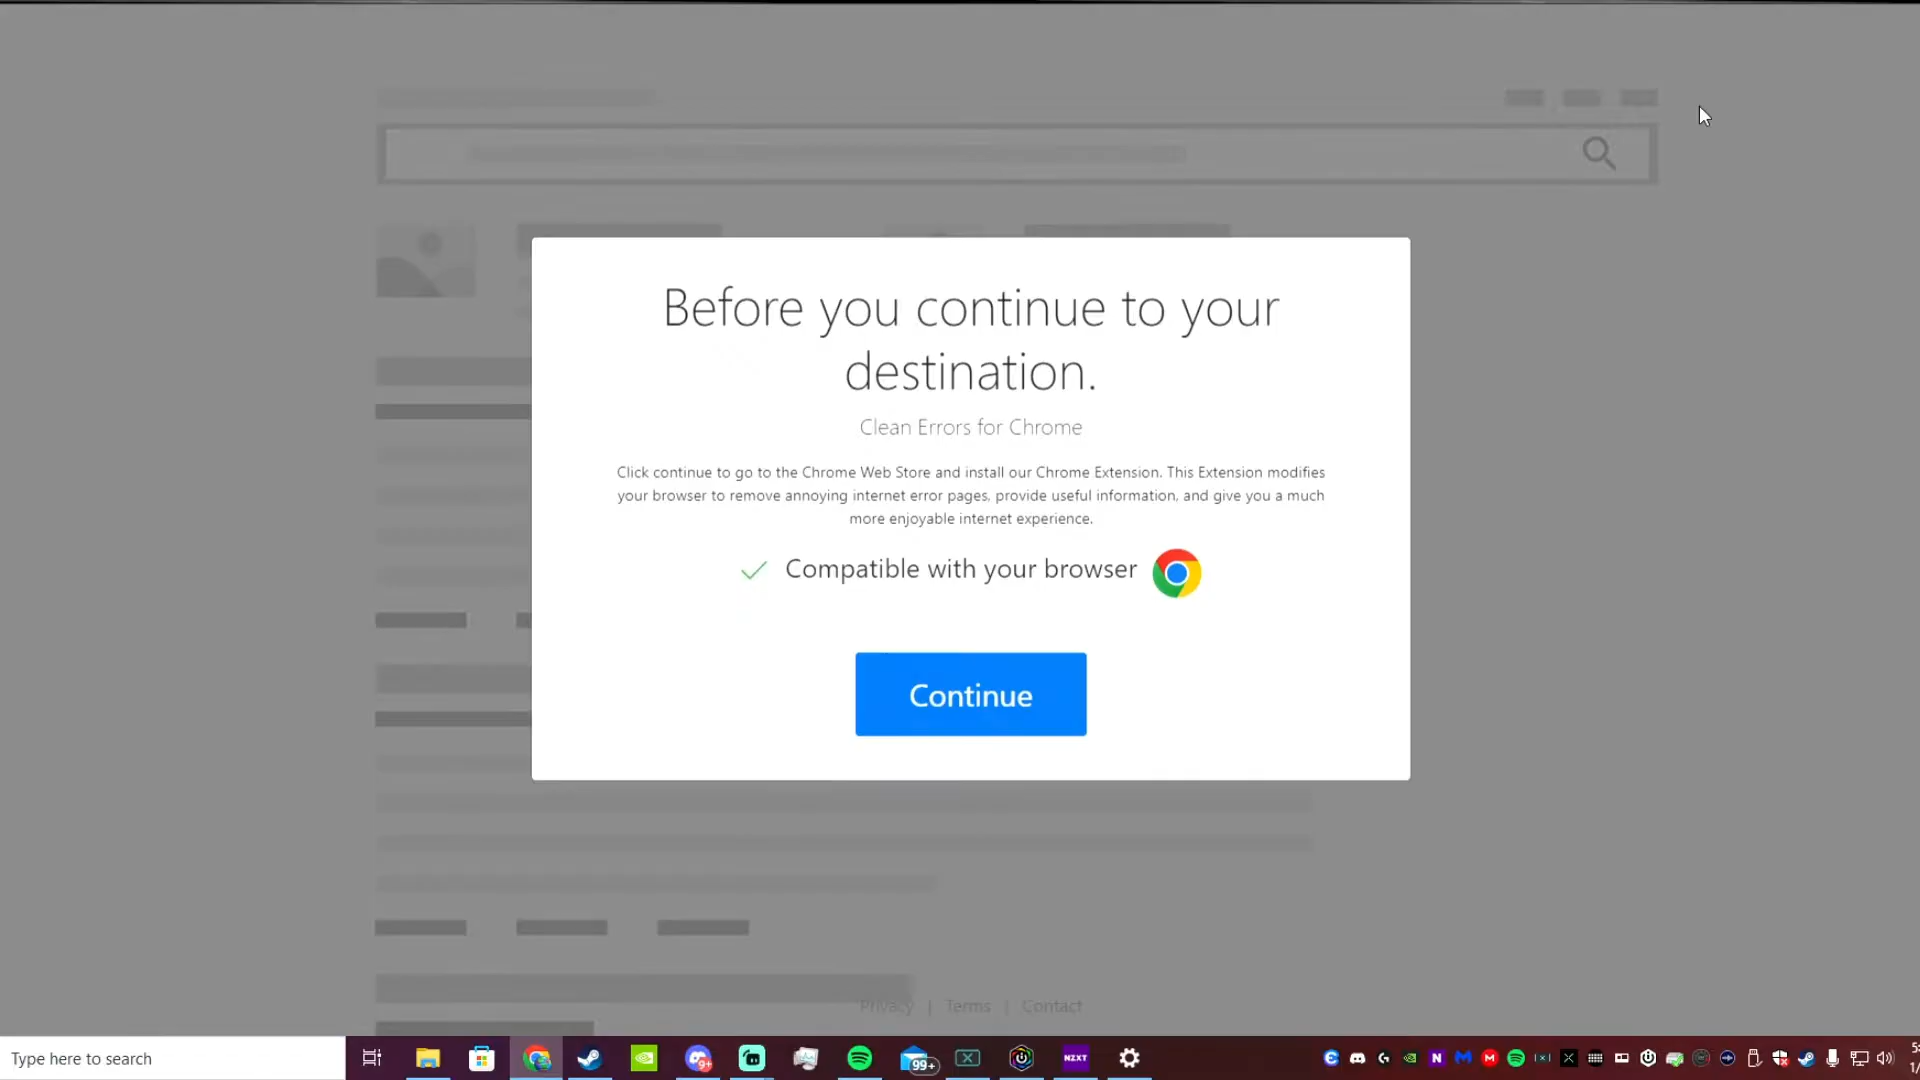 Before you continue to your
destination.
Clean Errors for Chrome
Click continue to go to the Chrome Web Store and install our Chrome Extension. This Extension modifies
your browser to remove annoying internet error pages, provide useful information, and give you a much
more enjoyable internet experience.
Compatible with your browser
Continue
Privacy | Terms | Contact
Type here to search
99+
NZXT